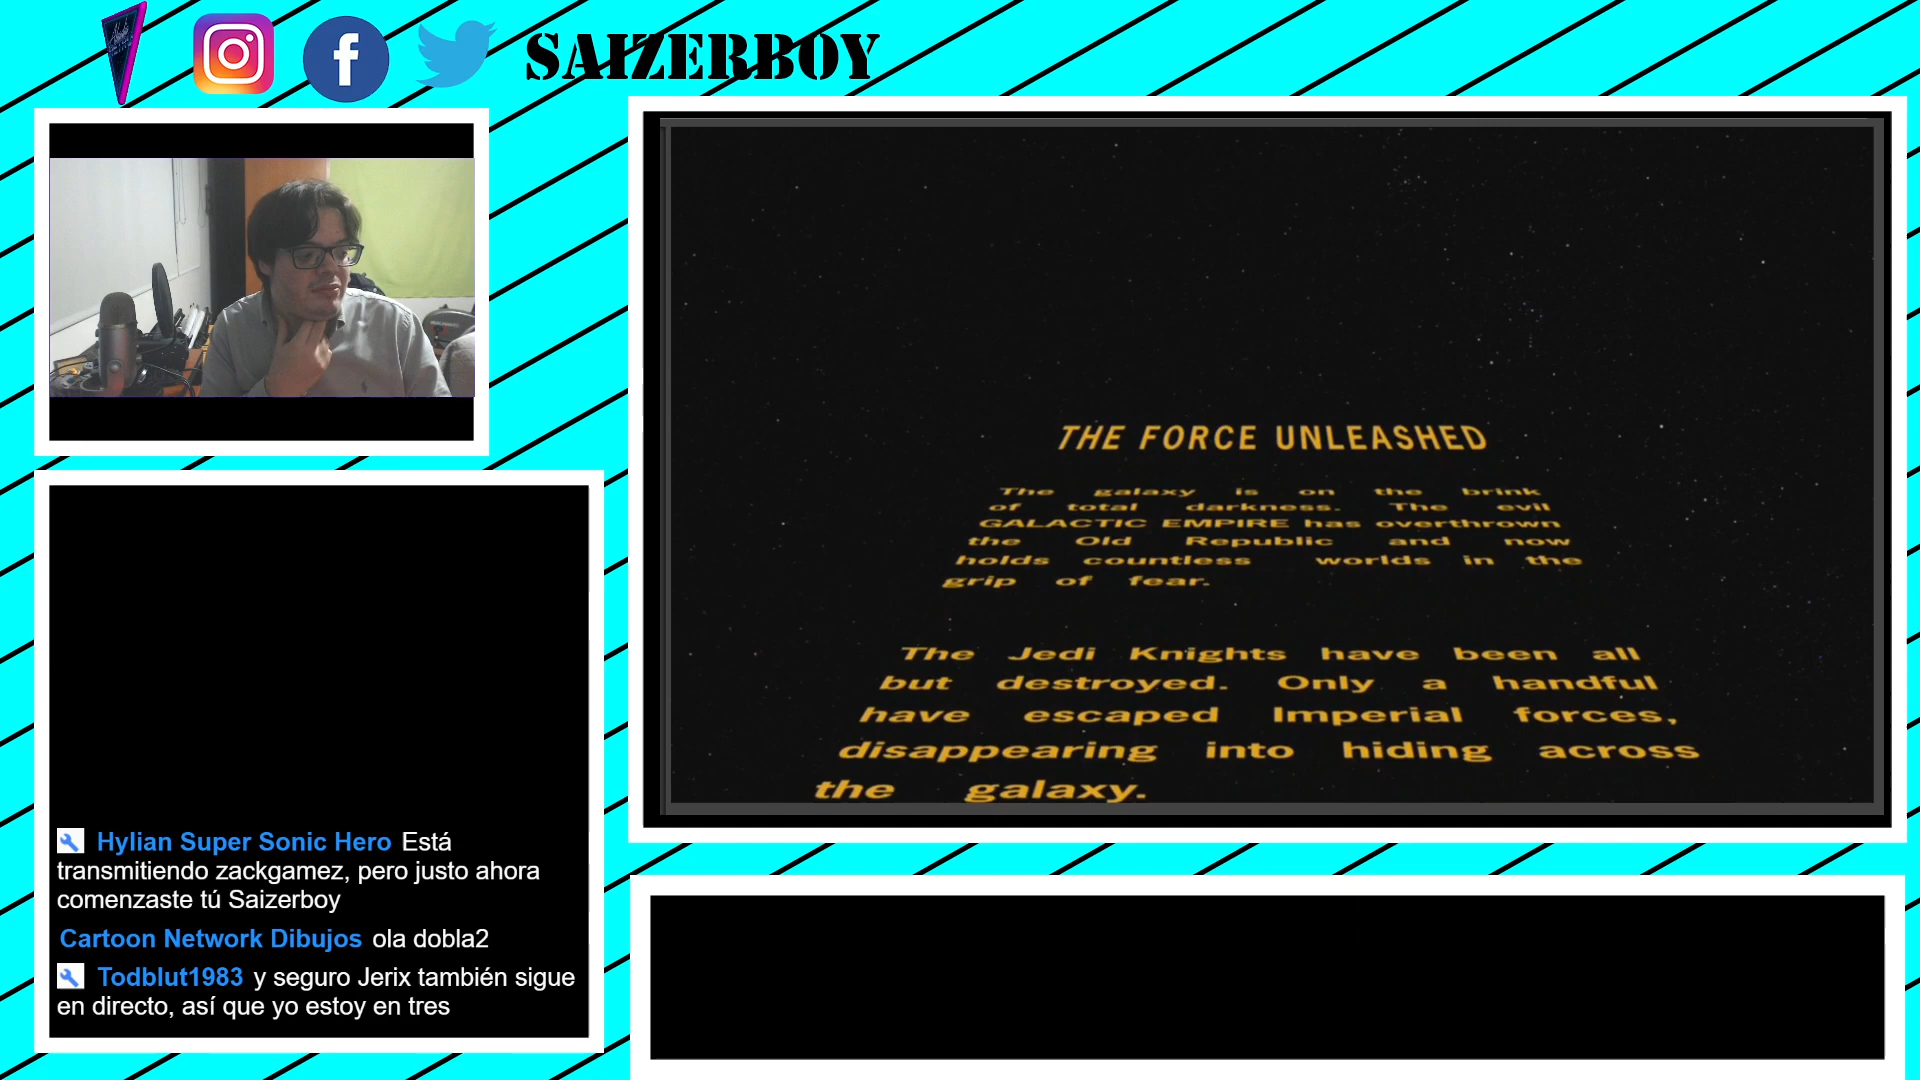 SAIZERBOY
THE FORCE UNLEASHED
The galaxy is on the brink
of total darkness. The evil
GALACTIC EMPIRE has overthrown
the Old Republic and now
holds countless worlds in the
grip of fear.
The Jedi Knights have been all
but destroyed. Only a handful
have escaped Imperial forces,
disappearing into hiding across
the galaxy.
Hylian Super Sonic Hero Está
transmitiendo zackgamez, pero justo ahora
comenzaste tú Saizerboy
Cartoon Network Dibujos ola dobla2
Todblut1983 y seguro Jerix también sigue
en directo, así que yo estoy en tres